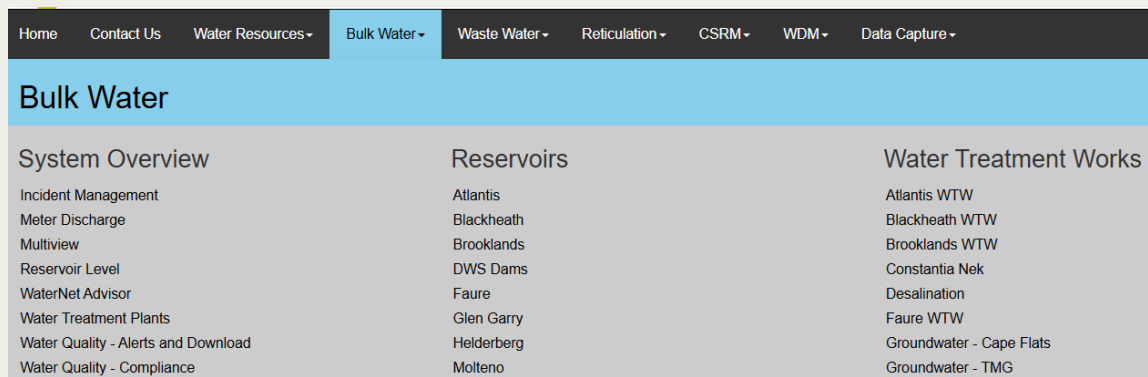 Home Contact Us Water Resources Bulk Water Waste Water Reticulation CSRM WDM Data Capture
Bulk Water
System Overview
Incident Management
Meter Discharge
Multiview
Reservoir Level
WaterNet Advisor
Water Treatment Plants
Water Quality - Alerts and Download
Water Quality - Compliance
Reservoirs
Atlantis
Blackheath
Brooklands
DWS Dams
Faure
Glen Garry
Helderberg
Molteno
Water Treatment Works
Atlantis WTW
Blackheath WTW
Brooklands WTW
Constantia Nek
Desalination
Faure WTW
Groundwater - Cape Flats
Groundwater - TMG